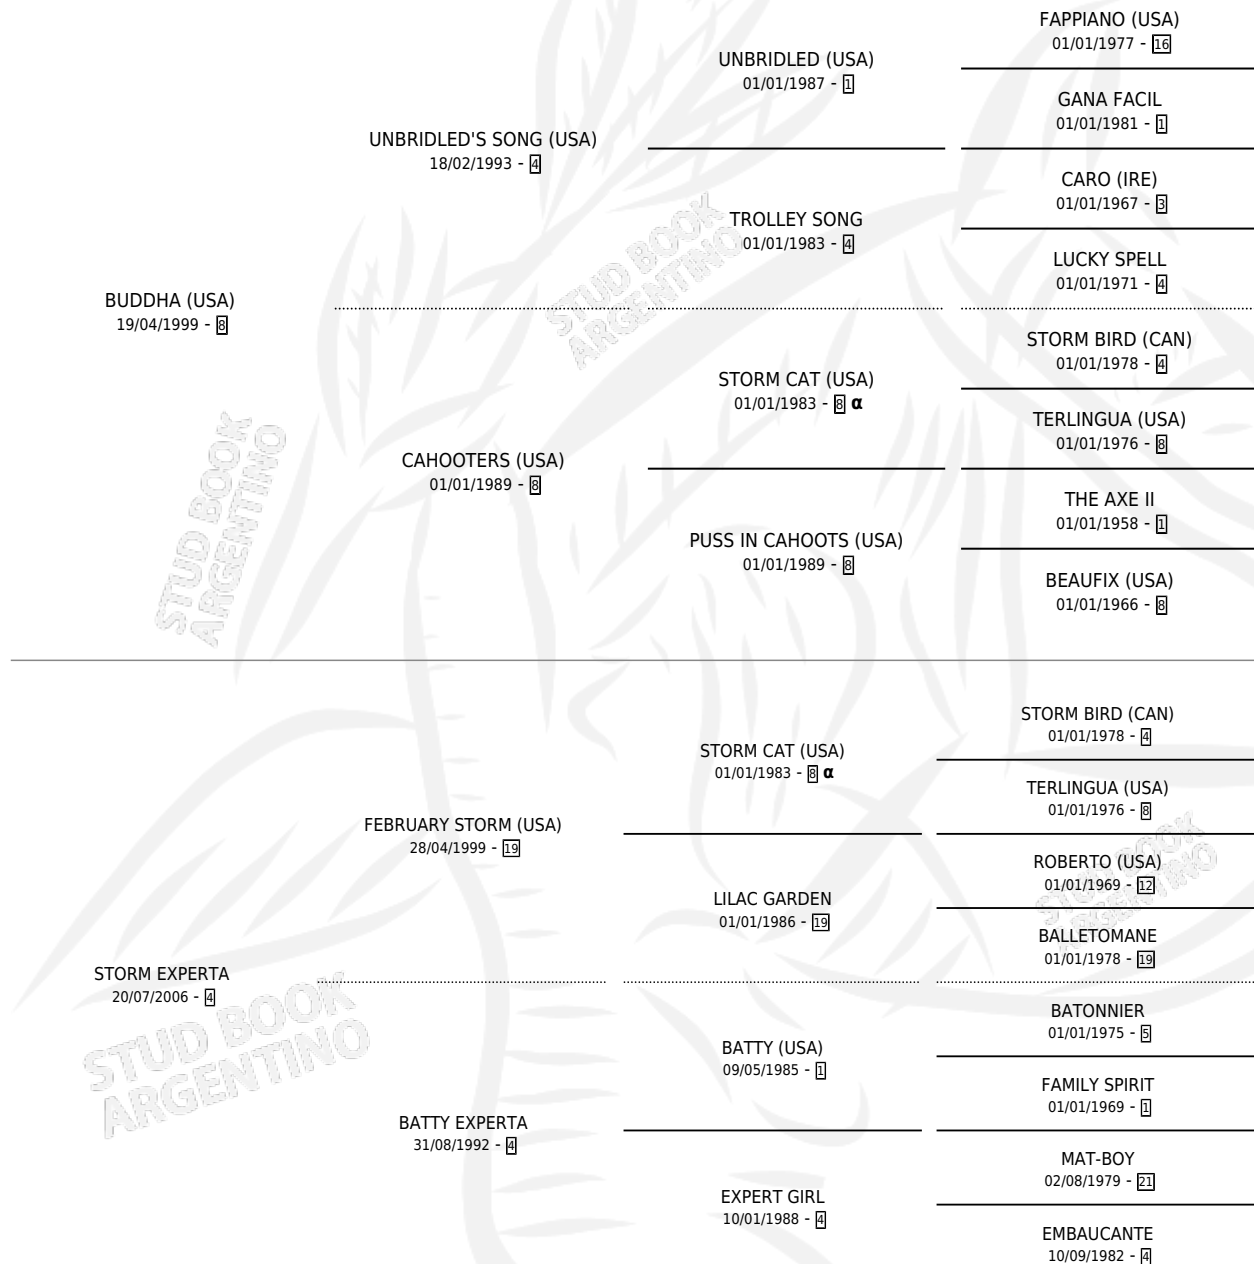 FAPPIANO (USA)
01/01/1977 - 16
UNBRIDLED (USA)
01/01/1987 - 1
GANA FACIL
01/01/1981 - 1
UNBRIDLED'S SONG (USA)
18/02/1993 - 4
CARO (IRE)
01/01/1967 - 3
TROLLEY SONG
01/01/1983 - 4
LUCKY SPELL
01/01/1971 - 4
BUDDHA (USA)
19/04/1999 - 8
STORM BIRD (CAN)
01/01/1978 - 4
STORM CAT (USA)
01/01/1983 - 8 α
TERLINGUA (USA)
01/01/1976 - 8
CAHOOTERS (USA)
01/01/1989 - 8
THE AXE II
01/01/1958 - 1
PUSS IN CAHOOTS (USA)
01/01/1989 - 8
BEAUFIX (USA)
01/01/1966 - 8
STORM BIRD (CAN)
01/01/1978 - 4
STORM CAT (USA)
01/01/1983 - 8 α
TERLINGUA (USA)
01/01/1976 - 8
FEBRUARY STORM (USA)
28/04/1999 - 19
ROBERTO (USA)
01/01/1969 - 12
LILAC GARDEN
01/01/1986 - 19
BALLETOMANE
01/01/1978 - 19
STORM EXPERTA
20/07/2006 - 4
BATONNIER
01/01/1975 - 5
BATTY (USA)
09/05/1985 - 1
FAMILY SPIRIT
01/01/1969 - 1
BATTY EXPERTA
31/08/1992 - 4
MAT-BOY
02/08/1979 - 21
EXPERT GIRL
10/01/1988 - 4
EMBAUCANTE
10/09/1982 - 4
STUD BOOK
ARGENTINO
STUD BOOK
ARGENTINO
STUD BOOK
ARGENTINO
STUD BOOK
ARGENTINO